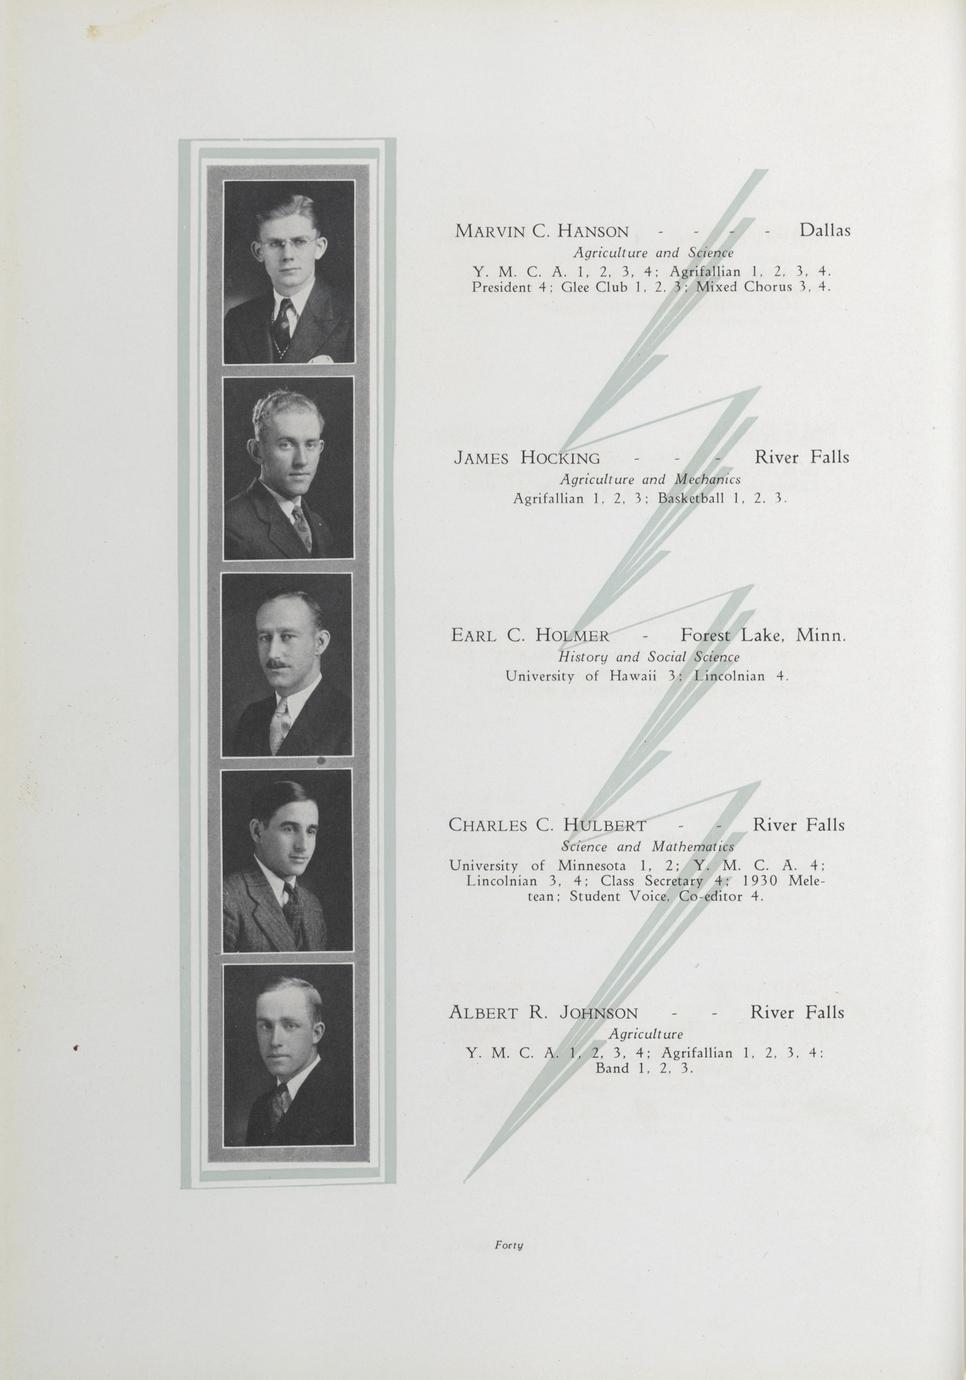 MARVIN C. HANSON - - - - Dallas
Agriculture and Science
Y. M. C. A. 1, 2, 3, 4; Agrifallian 1, 2, 3, 4.
President 4; Glee Club 1, 2, 3; Mixed Chorus 3, 4.
JAMES HOCKING - - - River Falls
Agriculture and Mechanics
Agrifallian 1, 2, 3; Basketball 1, 2, 3.
EARL C. HOLMER - Forest Lake, Minn.
History and Social Science
University of Hawaii 3; Lincolnian 4.
CHARLES C. HULBERT - - River Falls
Science and Mathematics
University of Minnesota 1, 2; Y. M. C. A. 4;
Lincolnian 3, 4; Class Secretary 4; 1930 Mele-
tean; Student Voice, Co-editor 4.
ALBERT R. JOHNSON - - River Falls
Agriculture
Y. M. C. A. 1, 2, 3, 4; Agrifallian 1, 2, 3, 4;
Band 1, 2, 3.
Forty